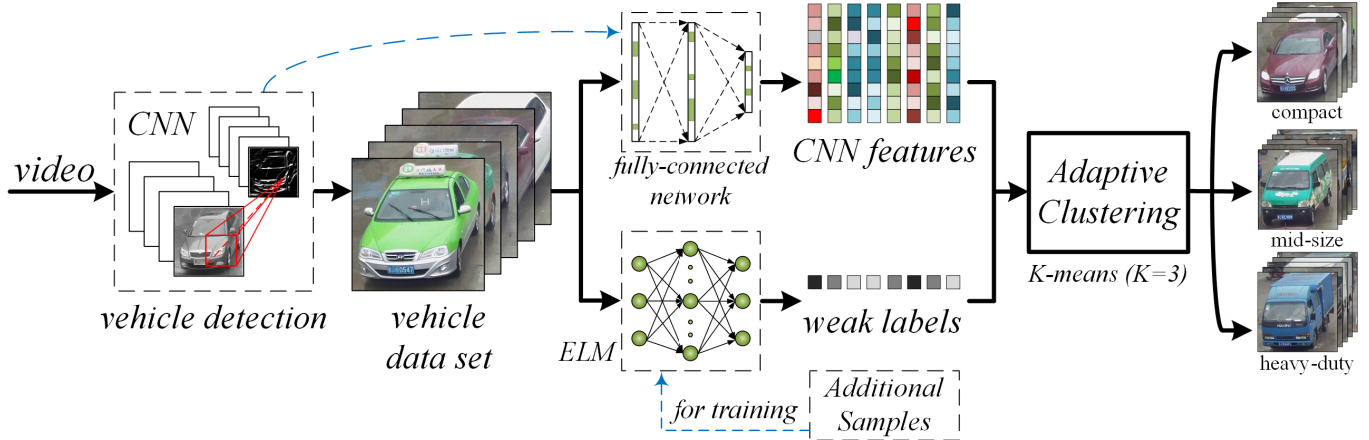 CNN
video
vehicle detection
vehicle
data set
fully-connected
network
ELM
CNN features
weak labels
for training
Additional
Samples
Adaptive
Clustering
K-means (K=3)
compact
mid-size
heavy-duty